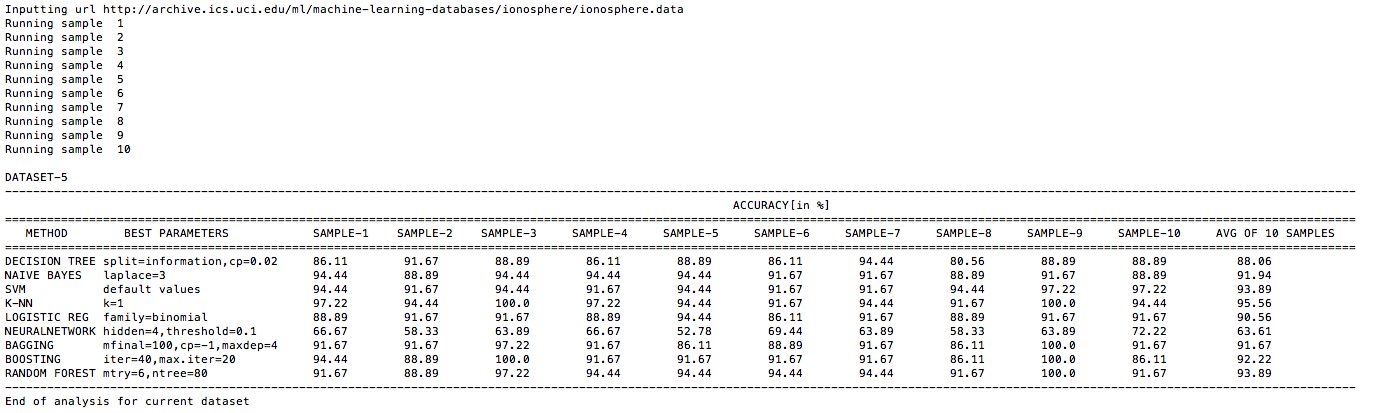 Inputting url http://archive.ics.uci.edu/ml/machine-learning-databases/ionosphere/ionosphere.data
Running sample 1
Running sample 2
Running sample 3
Running sample 4
Running sample 5
Running sample 6
Running sample 7
Running sample 8
Running sample 9
Running sample 10
DATASET-5
ACCURACY[in %]
METHOD BEST PARAMETERS SAMPLE-1 SAMPLE-2 SAMPLE-3 SAMPLE-4 SAMPLE-5 SAMPLE-6 SAMPLE-7 SAMPLE-8 SAMPLE-9 SAMPLE-10 AVG OF 10 SAMPLES
DECISION TREE split=information,cp=0.02 86.11 91.67 88.89 86.11 88.89 86.11 94.44 80.56 88.89 88.89 88.06
NAIVE BAYES laplace=3 94.44 88.89 94.44 94.44 94.44 91.67 91.67 88.89 91.67 88.89 91.94
SVM default values 94.44 91.67 94.44 91.67 94.44 91.67 91.67 94.44 97.22 97.22 93.89
K-NN k=1 97.22 94.44 100.0 97.22 94.44 91.67 94.44 91.67 100.0 94.44 95.56
LOGISTIC REG family=binomial 88.89 91.67 91.67 88.89 94.44 86.11 91.67 88.89 91.67 91.67 90.56
NEURALNETWORK hidden=4,threshold=0.1 66.67 58.33 63.89 66.67 52.78 69.44 63.89 58.33 63.89 72.22 63.61
BAGGING mfinal=100,cp=-1,maxdep=4 91.67 91.67 97.22 91.67 86.11 88.89 91.67 86.11 100.0 91.67 91.67
BOOSTING iter=40,max.iter=20 94.44 88.89 100.0 91.67 91.67 91.67 91.67 86.11 100.0 86.11 92.22
RANDOM FOREST mtry=6,ntree=80 91.67 88.89 97.22 94.44 94.44 94.44 94.44 91.67 100.0 91.67 93.89
End of analysis for current dataset